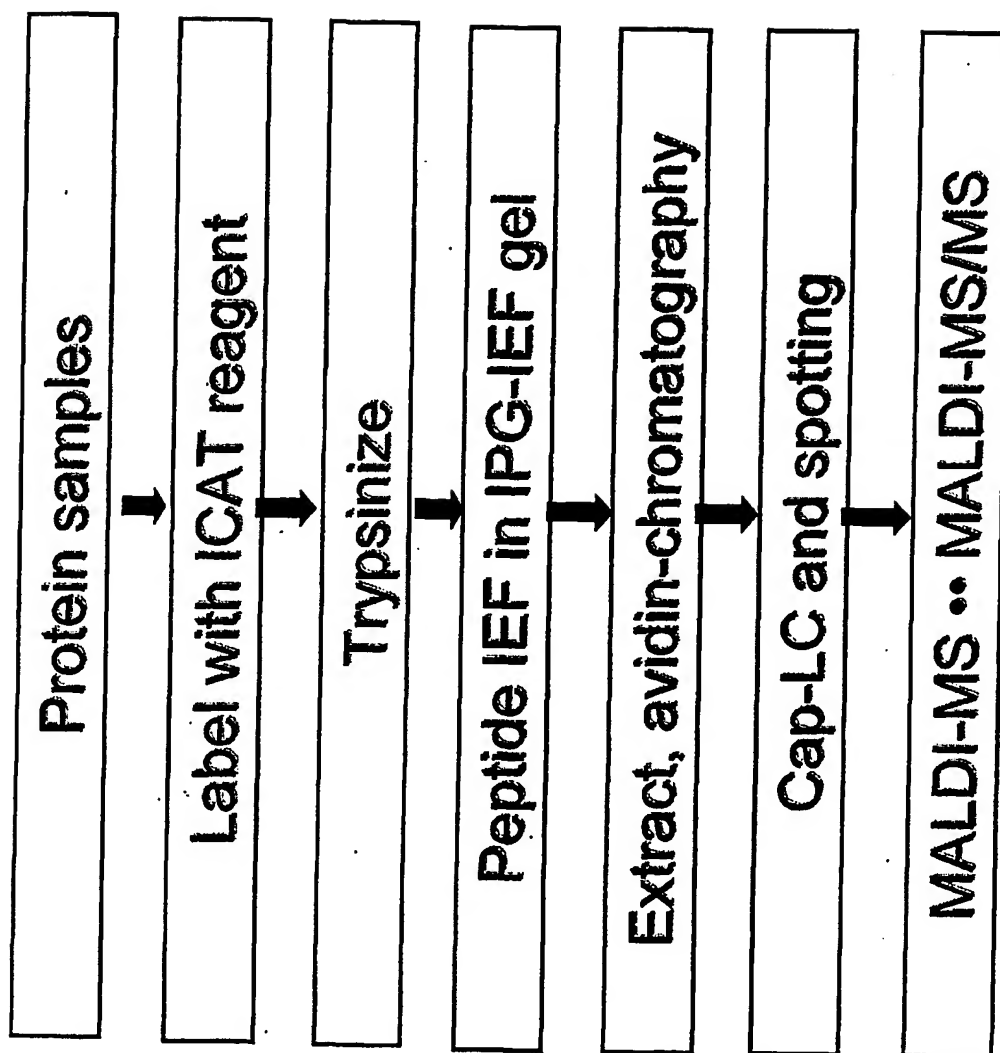 Protein samples
Label with ICAT reagent
Trypsinize
Peptide IEF in IPG-IEF gel
Extract, avidin-chromatography
Cap-LC and spotting
MALDI-MS •• MALDI-MS/MS